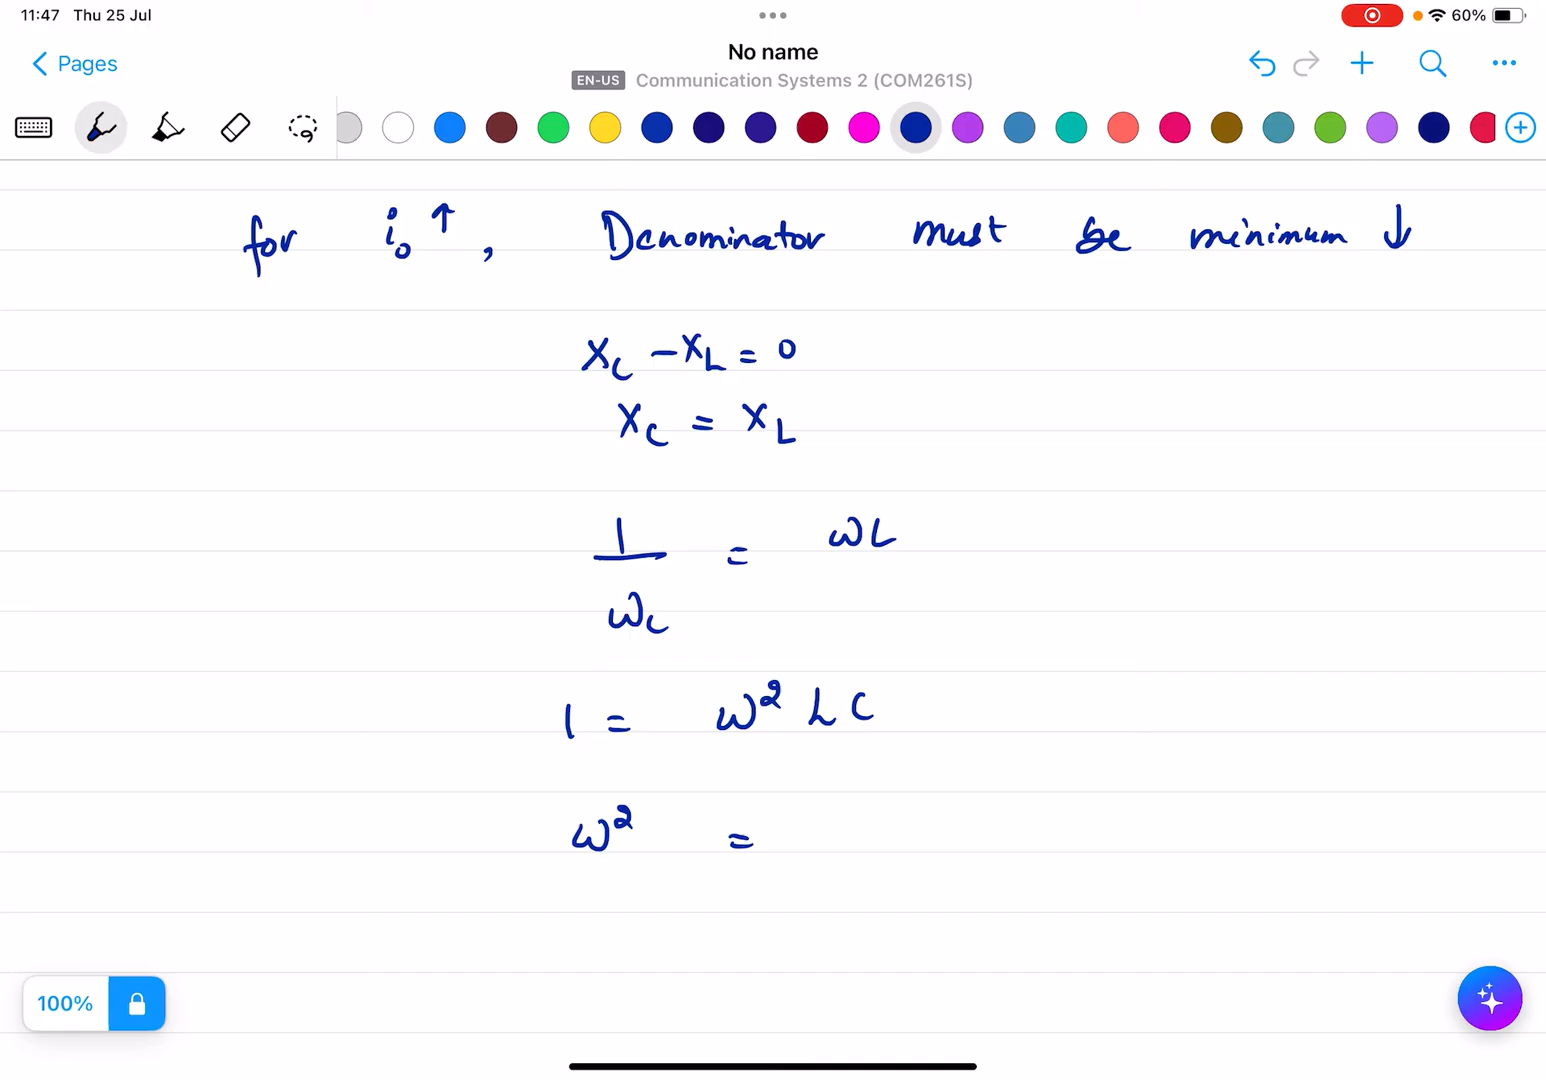 11:47 Thu 25 Jul
60%
Pages
No name
EN-US Communication Systems 2 (COM261S)
for i₀ ↑, Denominator must be minimum ↓
X_C − X_L = 0
X_C = X_L
1/ωC = ωL
1 = ω² L C
ω² =
100%